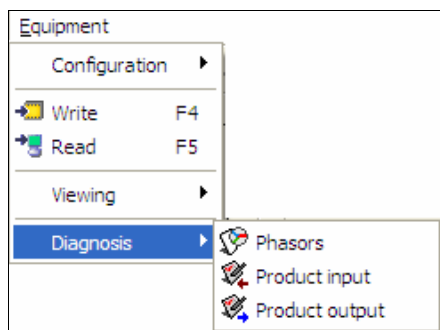 Equipment
Configuration
Write F4
Read F5
Viewing
Diagnosis
Phasors
Product input
Product output